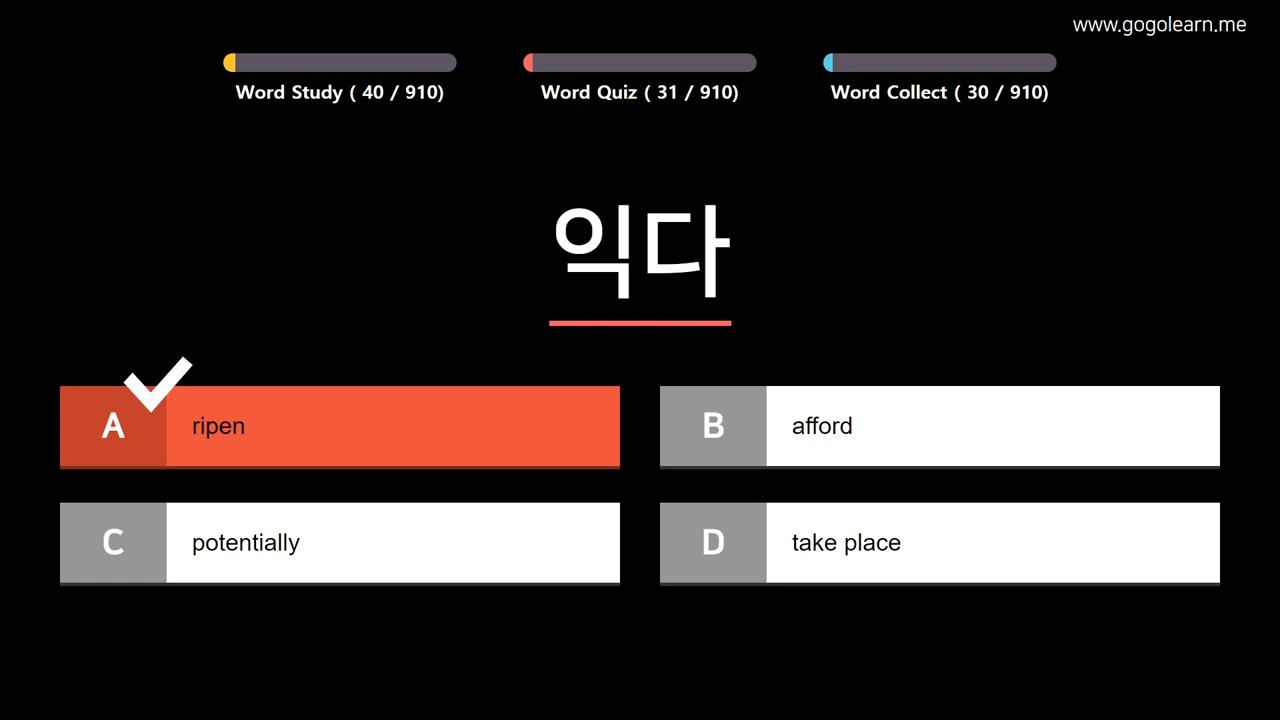 www.gogolearn.me
Word Study ( 40 / 910)
Word Quiz ( 31 / 910)
Word Collect ( 30 / 910)
익다
A ripen
B afford
C potentially
D take place